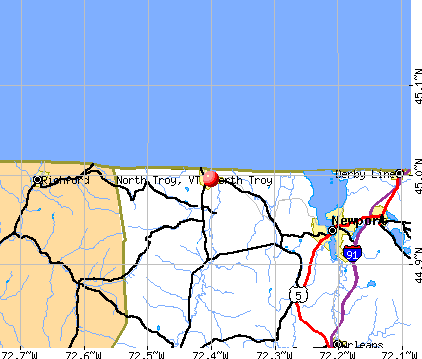 45.1°N
Richford
North Troy, VT
North Troy
Derby Line
45.0°N
Newport
91
44.9°N
5
Orleans
72.7°W 72.6°W 72.5°W 72.4°W 72.3°W 72.2°W 72.1°W